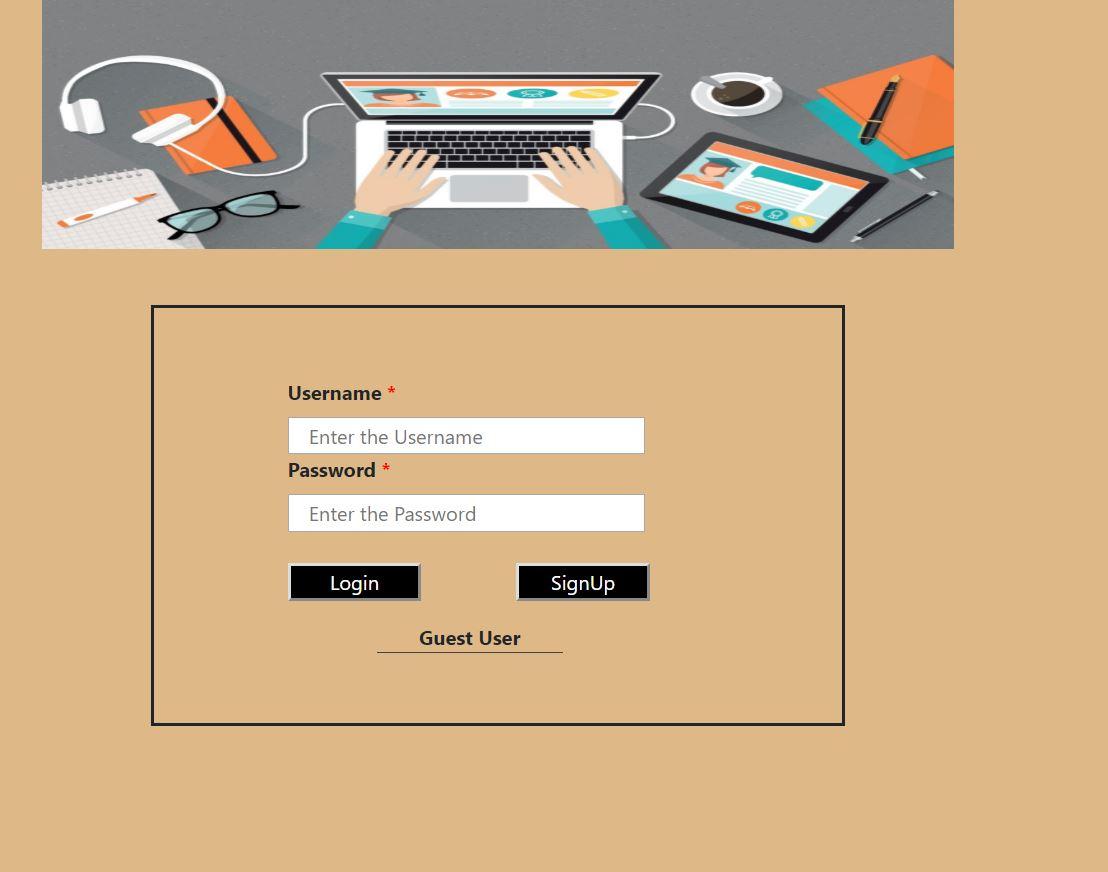 Username *
Enter the Username
Password *
Enter the Password
Login SignUp
Guest User